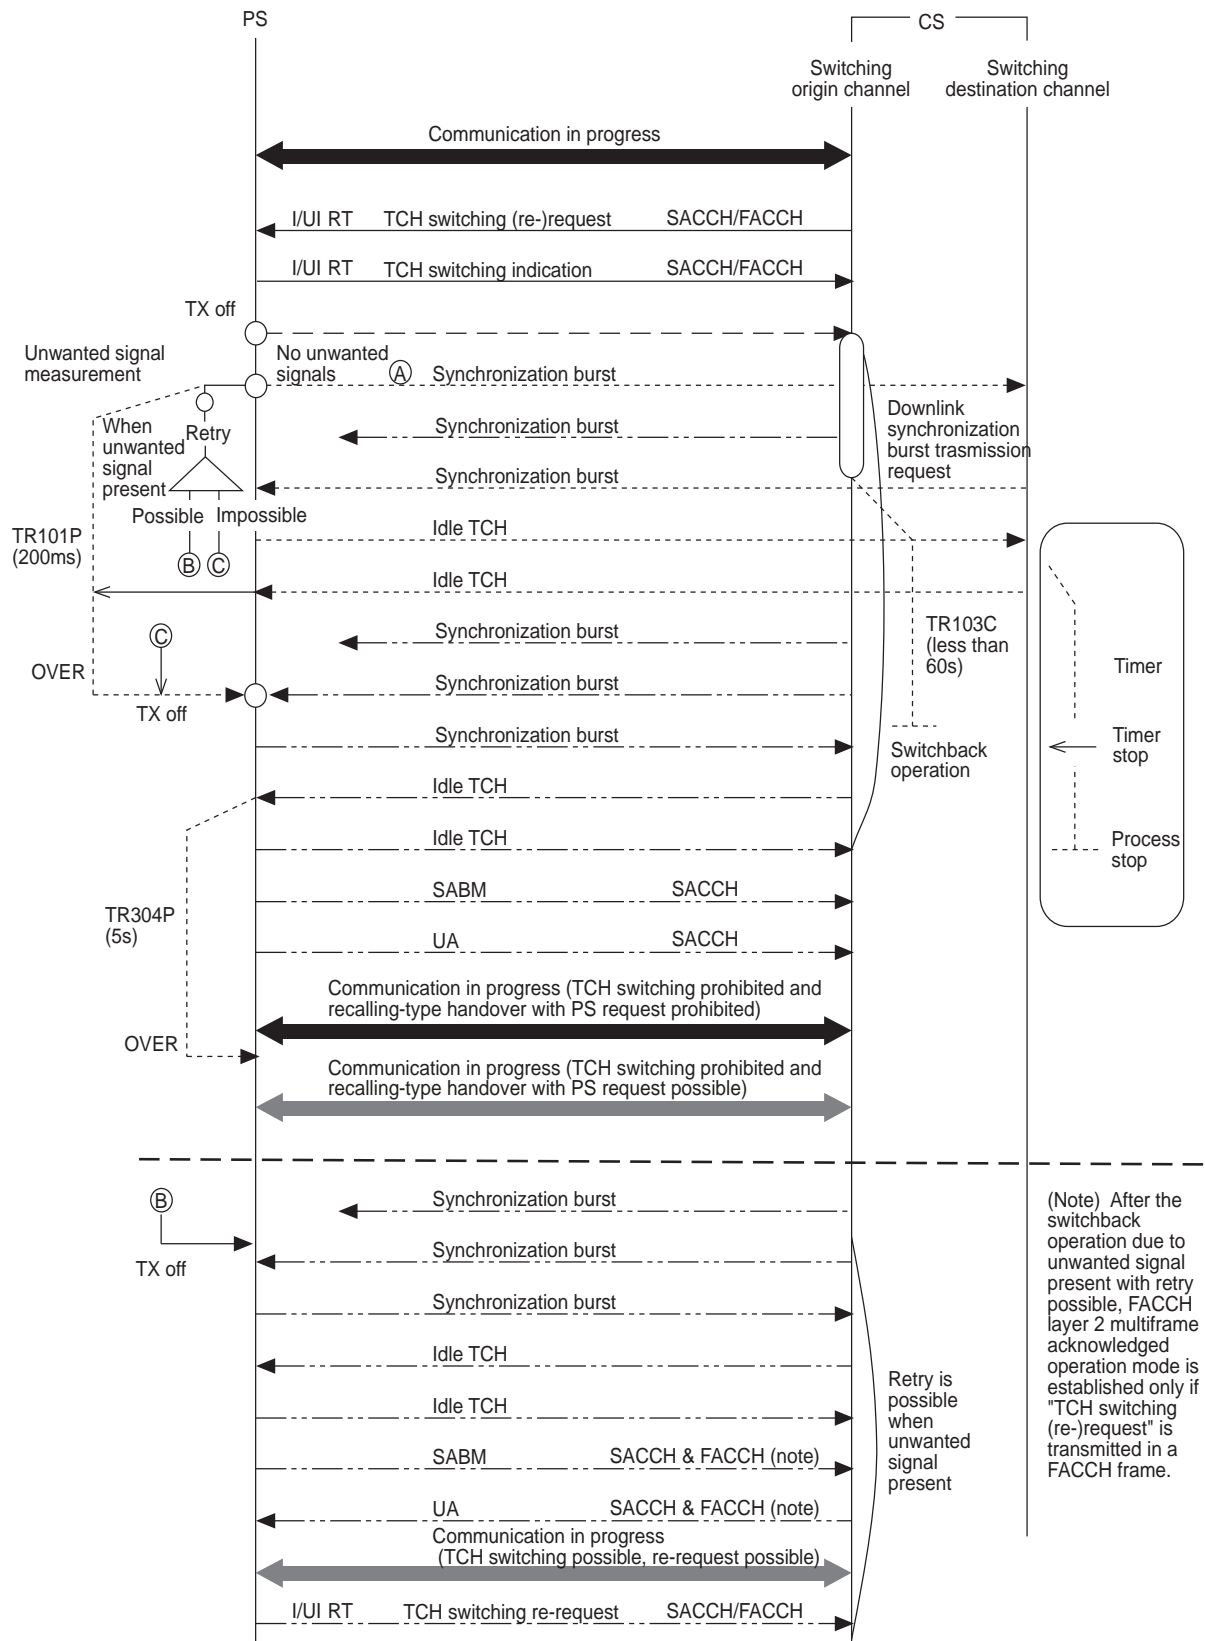 PS
CS
Switching
origin channel
Switching
destination channel
Communication in progress
I/UI RT TCH switching (re-)request SACCH/FACCH
I/UI RT TCH switching indication SACCH/FACCH
TX off
Unwanted signal
measurement
No unwanted
signals
A
Synchronization burst
When
unwanted
signal
present
Retry
Synchronization burst
Downlink
synchronization
burst trasmission
request
Synchronization burst
Possible
Impossible
TR101P
(200ms)
B
C
Idle TCH
Idle TCH
C
Synchronization burst
TR103C
(less than
60s)
OVER
Synchronization burst
TX off
Timer
Synchronization burst
Switchback
operation
Timer
stop
Idle TCH
Idle TCH
Process
stop
SABM SACCH
TR304P
(5s)
UA SACCH
Communication in progress (TCH switching prohibited and
recalling-type handover with PS request prohibited)
OVER
Communication in progress (TCH switching prohibited and
recalling-type handover with PS request possible)
B
TX off
Synchronization burst
Synchronization burst
Synchronization burst
Idle TCH
Idle TCH
SABM SACCH & FACCH (note)
UA SACCH & FACCH (note)
Communication in progress
(TCH switching possible, re-request possible)
I/UI RT TCH switching re-request SACCH/FACCH
Retry is
possible
when
unwanted
signal
present
(Note) After the
switchback
operation due to
unwanted signal
present with retry
possible, FACCH
layer 2 multiframe
acknowledged
operation mode is
established only if
"TCH switching
(re-)request" is
transmitted in a
FACCH frame.